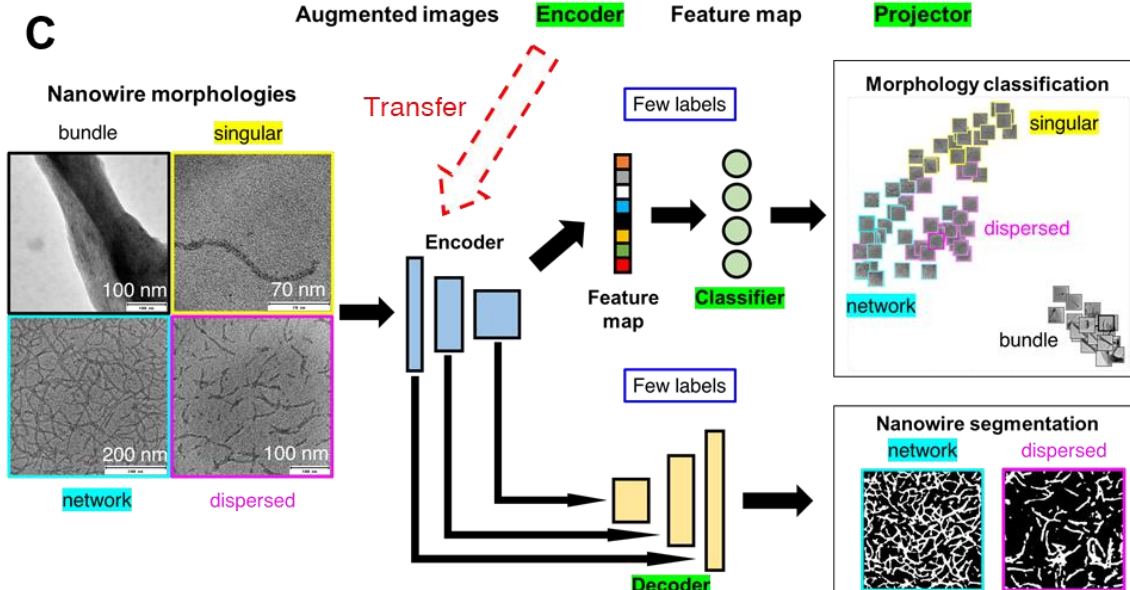 Augmented images Encoder Feature map Projector
C
Nanowire morphologies
bundle singular
100 nm 70 nm
200 nm 100 nm
network dispersed
Transfer
Encoder
Few labels
Feature
map
Classifier
Few labels
Decoder
Morphology classification
singular
dispersed
network
bundle
Nanowire segmentation
network dispersed